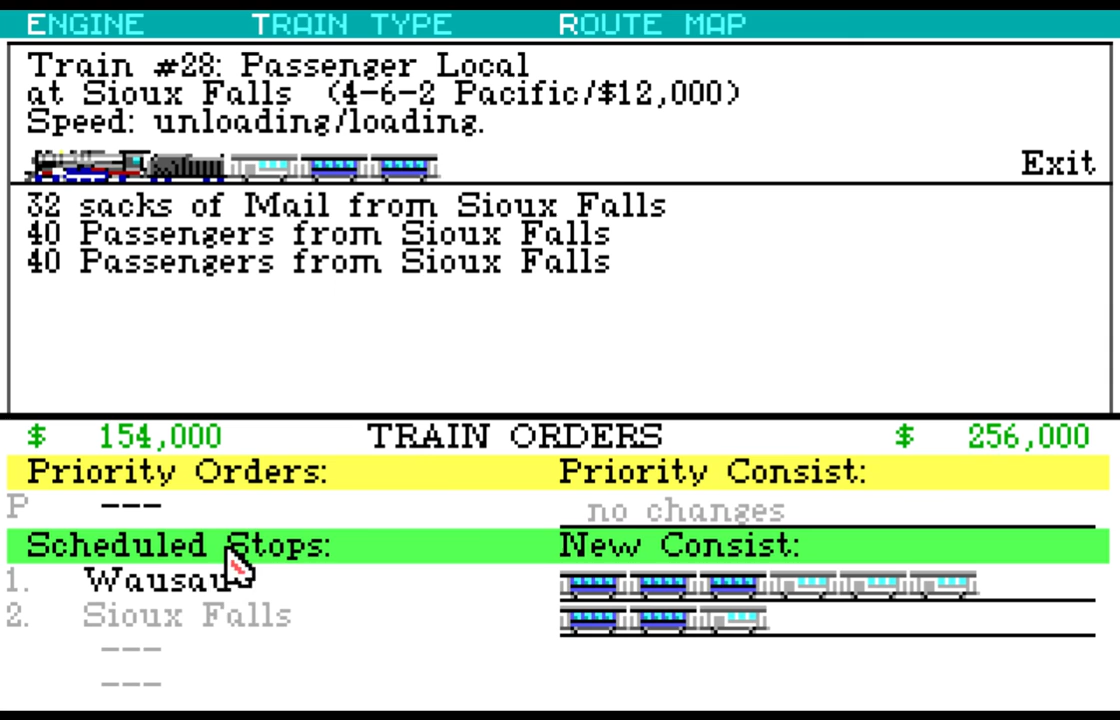 ENGINE TRAIN TYPE ROUTE MAP
Train #28: Passenger Local
at Sioux Falls (4-6-2 Pacific/$12,000)
Speed: unloading/loading.
Exit
32 sacks of Mail from Sioux Falls
40 Passengers from Sioux Falls
40 Passengers from Sioux Falls
$ 154,000 TRAIN ORDERS $ 256,000
Priority Orders: Priority Consist:
P --- no changes
Scheduled Stops: New Consist:
1. Wausau
2. Sioux Falls
---
---